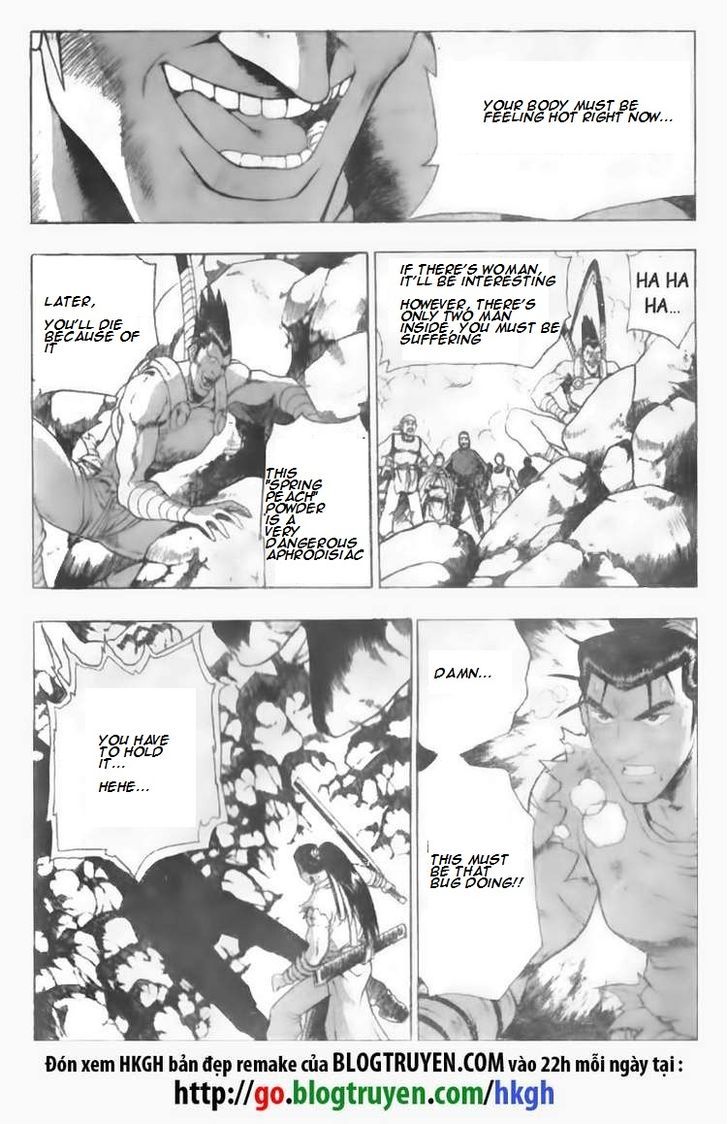 YOUR BODY MUST BE
FEELING HOT RIGHT NOW...
IF THERE'S WOMAN,
IT'LL BE INTERESTING
HOWEVER, THERE'S
ONLY TWO MAN
INSIDE, YOU MUST BE
SUFFERING
HA HA
HA...
LATER,
YOU'LL DIE
BECAUSE OF
IT
THIS
"SPRING
PEACH"
POWDER
IS A
VERY
DANGEROUS
APHRODISIAC
DAMN...
THIS MUST
BE THAT
BUG DOING!!
YOU HAVE
TO HOLD
IT...
HEHE...
Đón xem HKGH bản đẹp remake của BLOGTRUYEN.COM vào 22h mỗi ngày tại :
http://go.blogtruyen.com/hkgh